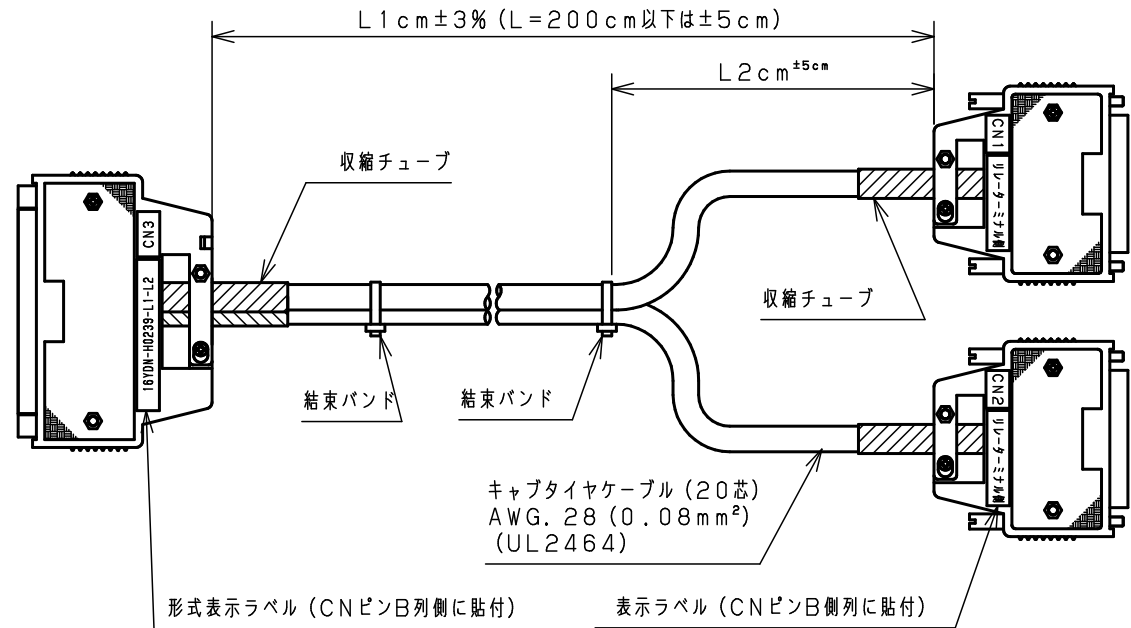 L1cm±3% (L=200cm以下は±5cm)
L2cm±5cm
収縮チューブ
CN1
リレーターミナル側
CN3
16YDN-H0239-L1-L2
収縮チューブ
結束バンド
結束バンド
CN2
リレーターミナル側
キャブタイヤケーブル (20芯)
AWG. 28 (0.08mm²)
(UL2464)
形式表示ラベル (CNピンB列側に貼付)
表示ラベル (CNピンB側列に貼付)